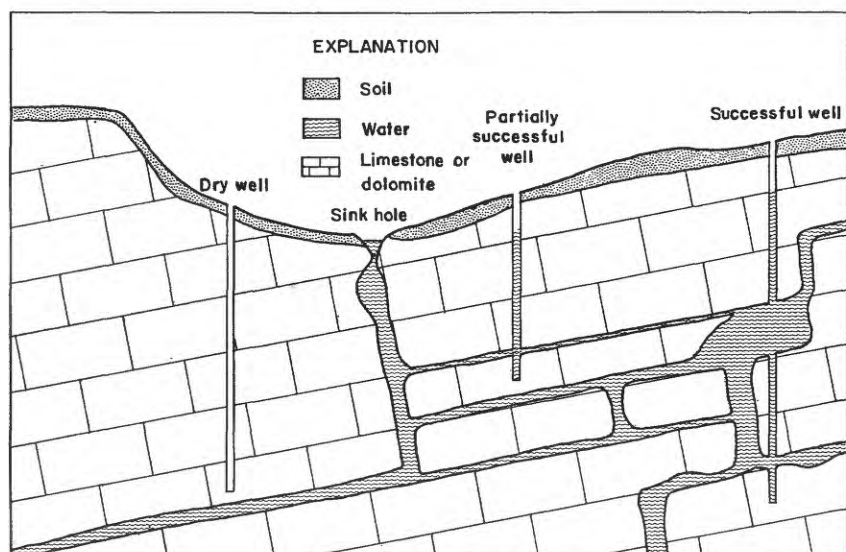 EXPLANATION
Soil
Water
Limestone or
dolomite
Partially
successful
well
Successful well
Dry well
Sink hole